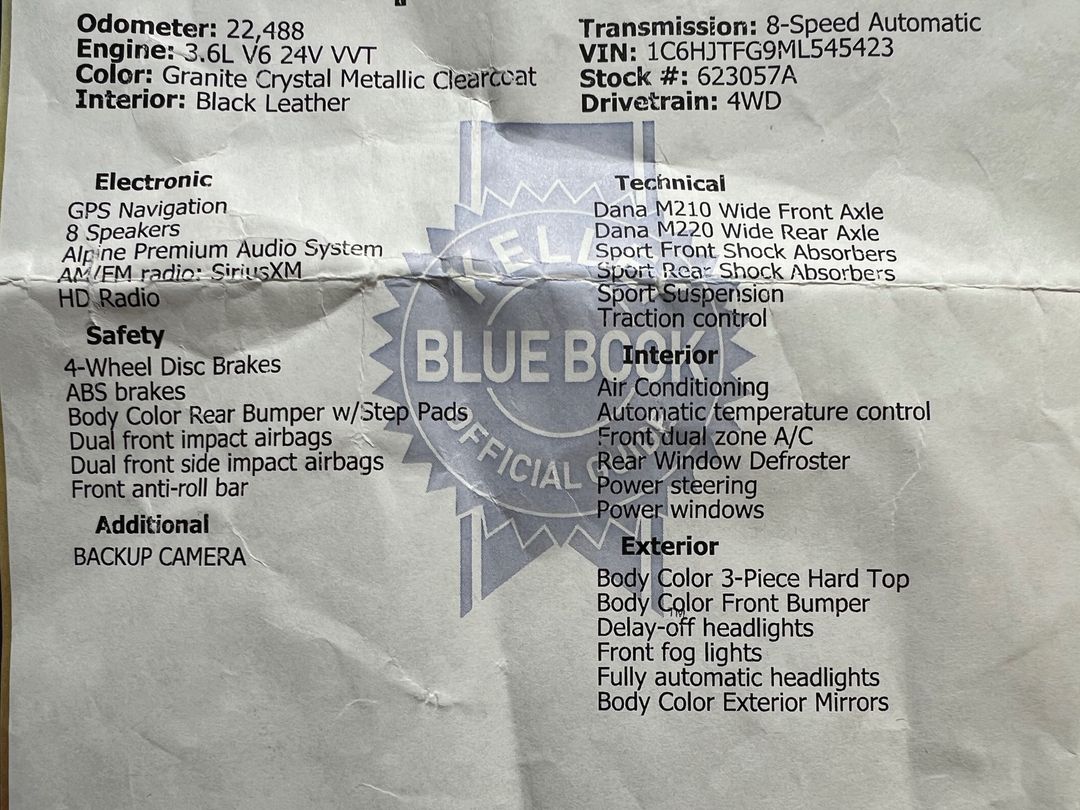 Odometer: 22,488
Engine: 3.6L V6 24V VVT
Color: Granite Crystal Metallic Clearcoat
Interior: Black Leather
Transmission: 8-Speed Automatic
VIN: 1C6HJTFG9ML545423
Stock #: 623057A
Drivetrain: 4WD
Electronic
GPS Navigation
8 Speakers
Alpine Premium Audio System
AM/FM radio: SiriusXM
HD Radio
Safety
4-Wheel Disc Brakes
ABS brakes
Body Color Rear Bumper w/Step Pads
Dual front impact airbags
Dual front side impact airbags
Front anti-roll bar
Additional
BACKUP CAMERA
Technical
Dana M210 Wide Front Axle
Dana M220 Wide Rear Axle
Sport Front Shock Absorbers
Sport Rear Shock Absorbers
Sport Suspension
Traction control
Interior
Air Conditioning
Automatic temperature control
Front dual zone A/C
Rear Window Defroster
Power steering
Power windows
Exterior
Body Color 3-Piece Hard Top
Body Color Front Bumper
Delay-off headlights
Front fog lights
Fully automatic headlights
Body Color Exterior Mirrors
KELLEY
BLUE BOOK
OFFICIAL GUIDE
TM